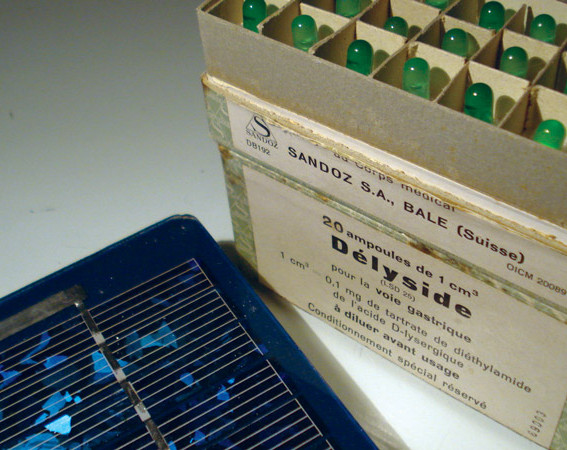 S
SANDOZ
DB192
au Corps médical
SANDOZ S.A., BALE (Suisse)
OICM 20089
20 ampoules de 1 cm³
Délyside
(LSD 25)
pour la voie gastrique
1 cm³ = 0,1 mg de tartrate de diéthylamide
de l'acide D-lysergique
à diluer avant usage
Conditionnement spécial réservé